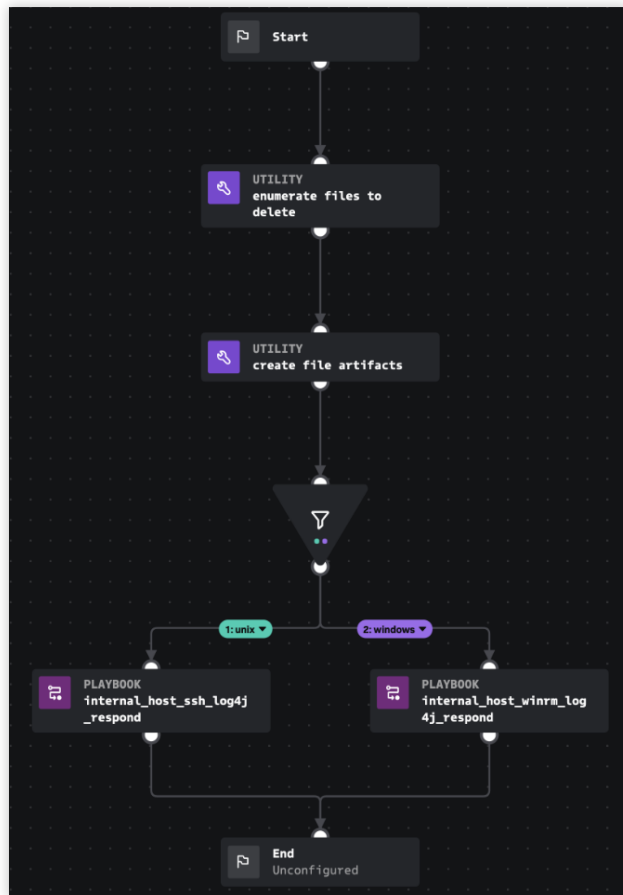 Start
UTILITY
enumerate files to
delete
UTILITY
create file artifacts
1: unix
2: windows
PLAYBOOK
internal_host_ssh_log4j
_respond
PLAYBOOK
internal_host_winrm_log
4j_respond
End
Unconfigured